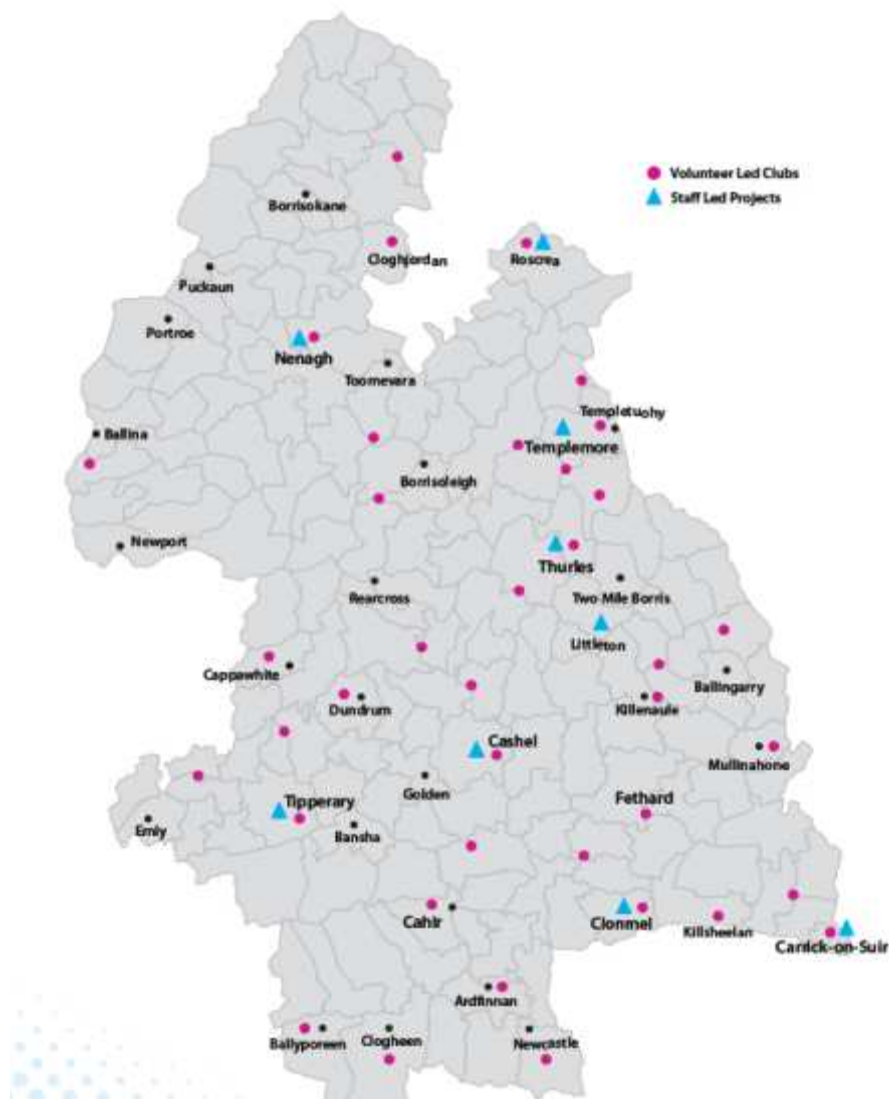 Volunteer Led Clubs
Staff Led Projects
Borrisokane
Cloghjordan
Roscrea
Puckaun
Portroe
Nenagh
Toomevara
Templetuohy
Ballina
Templemore
Borrisoleigh
Newport
Thurles
Rearcross
Two-Mile Borris
Littleton
Cappawhite
Ballingarry
Dundrum
Killenaule
Cashel
Mullinahone
Golden
Tipperary
Fethard
Emly
Bansha
Cahir
Clonmel
Killsheelan
Carrick-on-Suir
Ardfinnan
Ballyporeen
Clogheen
Newcastle